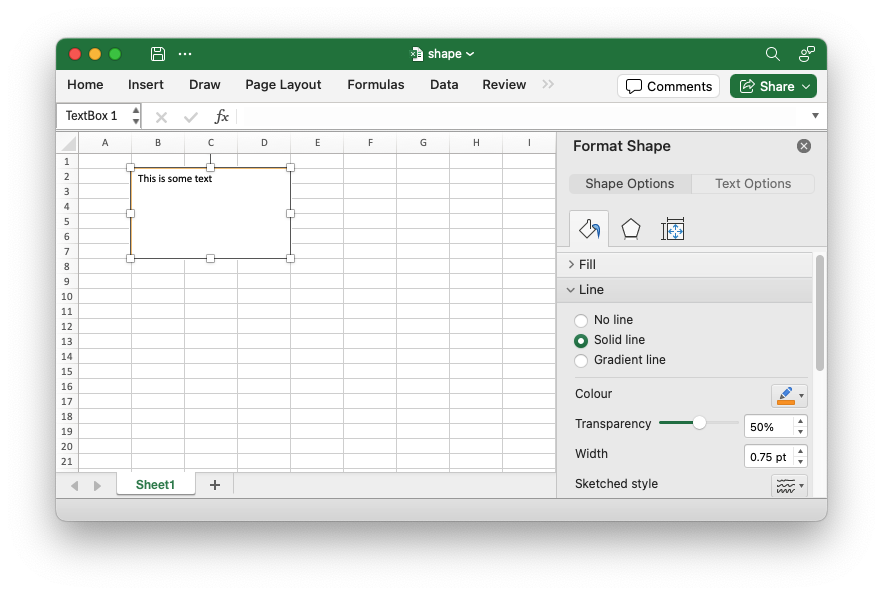 shape
Home Insert Draw Page Layout Formulas Data Review Comments Share
TextBox 1 fx
A B C D E F G H I
1
2
3
4
5
6
7
8
9
10
11
12
13
14
15
16
17
18
19
20
21
This is some text
Sheet1
Format Shape
Shape Options Text Options
Fill
Line
No line
Solid line
Gradient line
Colour
Transparency 50%
Width 0.75 pt
Sketched style